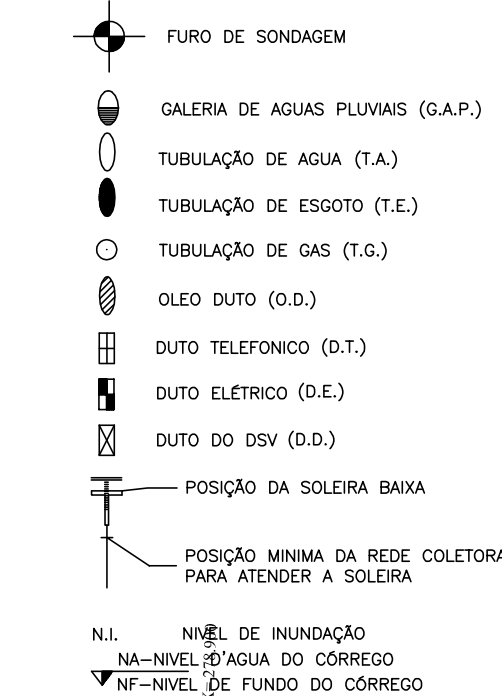 FURO DE SONDAGEM
GALERIA DE AGUAS PLUVIAIS (G.A.P.)
TUBULAÇÃO DE AGUA (T.A.)
TUBULAÇÃO DE ESGOTO (T.E.)
TUBULAÇÃO DE GAS (T.G.)
OLEO DUTO (O.D.)
DUTO TELEFONICO (D.T.)
DUTO ELÉTRICO (D.E.)
DUTO DO DSV (D.D.)
POSIÇÃO DA SOLEIRA BAIXA
POSIÇÃO MINIMA DA REDE COLETORA
PARA ATENDER A SOLEIRA
N.I. NIVEL DE INUNDAÇÃO
NA-NIVEL D'AGUA DO CÓRREGO
NF-NIVEL DE FUNDO DO CÓRREGO
278.900